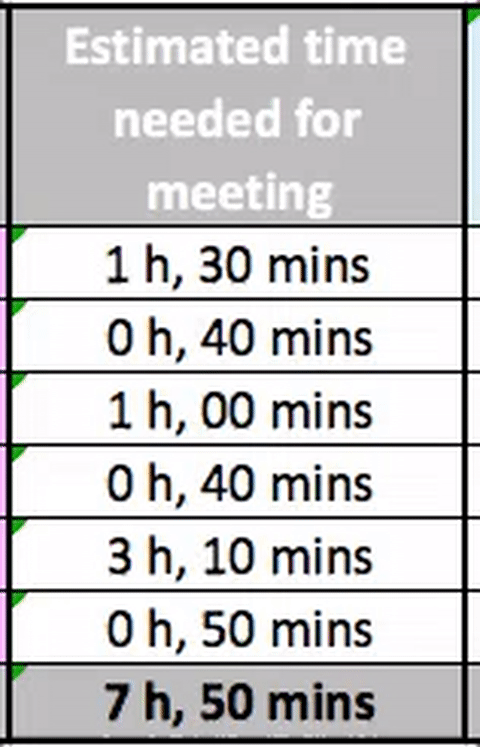 Estimated time
needed for
meeting
1 h, 30 mins
0 h, 40 mins
1 h, 00 mins
0 h, 40 mins
3 h, 10 mins
0 h, 50 mins
7 h, 50 mins